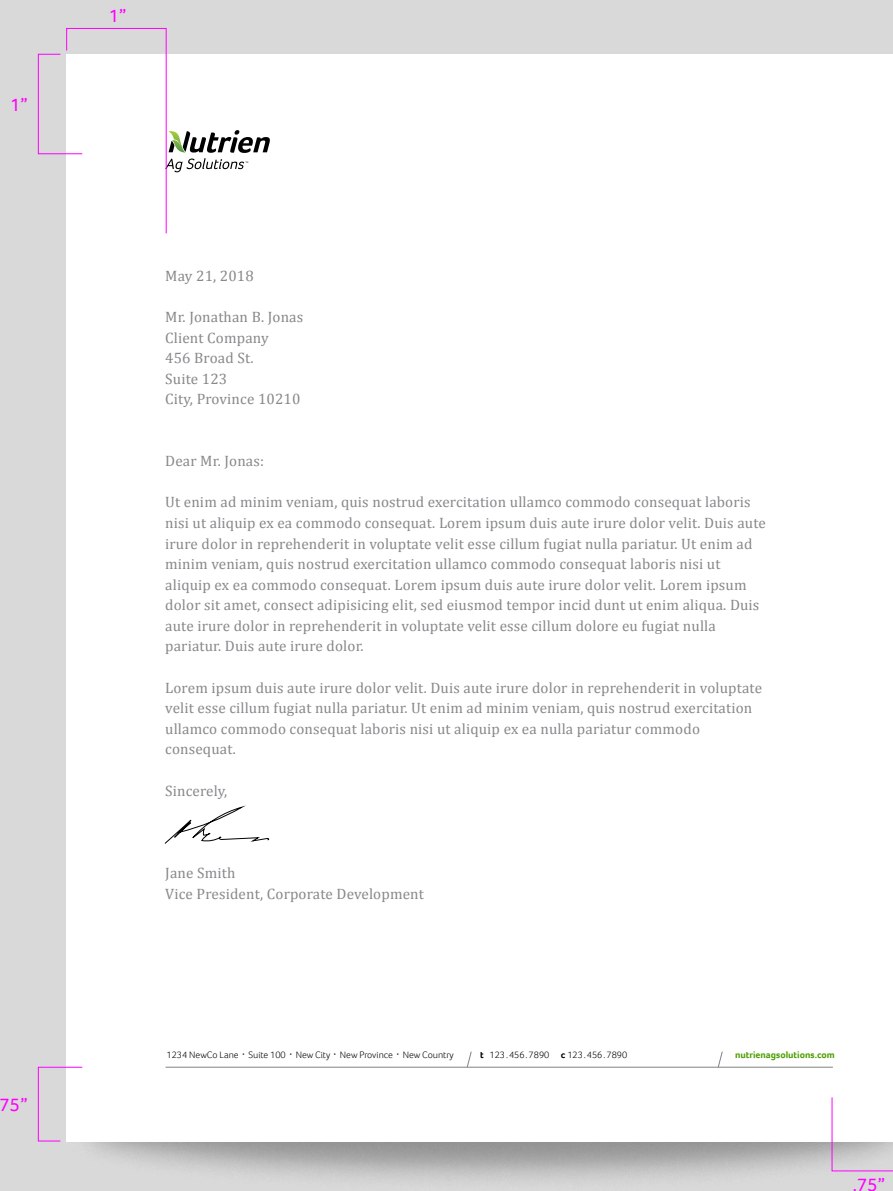 1”
1”
Nutrien
Ag Solutions™
May 21, 2018
Mr. Jonathan B. Jonas
Client Company
456 Broad St.
Suite 123
City, Province 10210
Dear Mr. Jonas:
Ut enim ad minim veniam, quis nostrud exercitation ullamco commodo consequat laboris
nisi ut aliquip ex ea commodo consequat. Lorem ipsum duis aute irure dolor velit. Duis aute
irure dolor in reprehenderit in voluptate velit esse cillum fugiat nulla pariatur. Ut enim ad
minim veniam, quis nostrud exercitation ullamco commodo consequat laboris nisi ut
aliquip ex ea commodo consequat. Lorem ipsum duis aute irure dolor velit. Lorem ipsum
dolor sit amet, consect adipisicing elit, sed eiusmod tempor incid dunt ut enim aliqua. Duis
aute irure dolor in reprehenderit in voluptate velit esse cillum dolore eu fugiat nulla
pariatur. Duis aute irure dolor.
Lorem ipsum duis aute irure dolor velit. Duis aute irure dolor in reprehenderit in voluptate
velit esse cillum fugiat nulla pariatur. Ut enim ad minim veniam, quis nostrud exercitation
ullamco commodo consequat laboris nisi ut aliquip ex ea nulla pariatur commodo
consequat.
Sincerely,
Jane Smith
Vice President, Corporate Development
1234 NewCo Lane · Suite 100 · New City · New Province · New Country / t 123.456.7890 c 123.456.7890 / nutrienagsolutions.com
75”
.75”